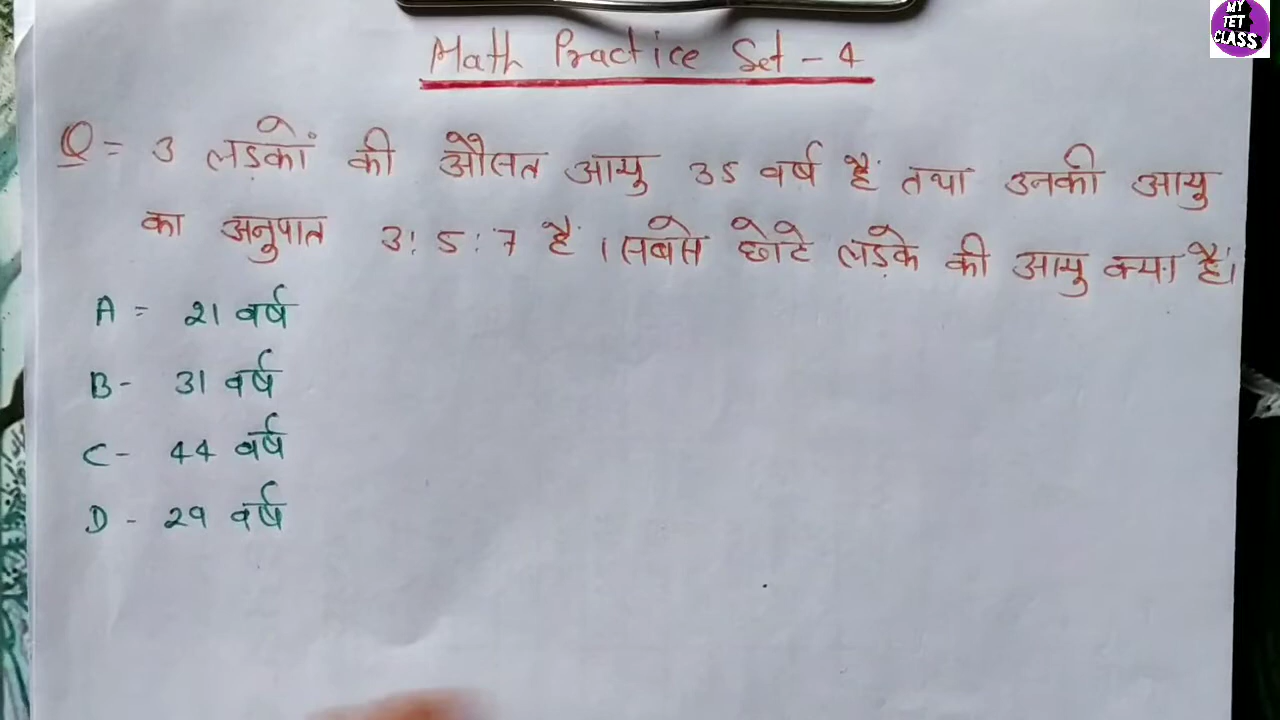 MY
TET
CLASS
Math Practice Set - 4
Q = 3 लड़कों की औसत आयु 35 वर्ष है तथा उनकी आयु
का अनुपात 3:5:7 है। सबसे छोटे लड़के की आयु क्या है।
A = 21 वर्ष
B - 31 वर्ष
C - 44 वर्ष
D - 29 वर्ष